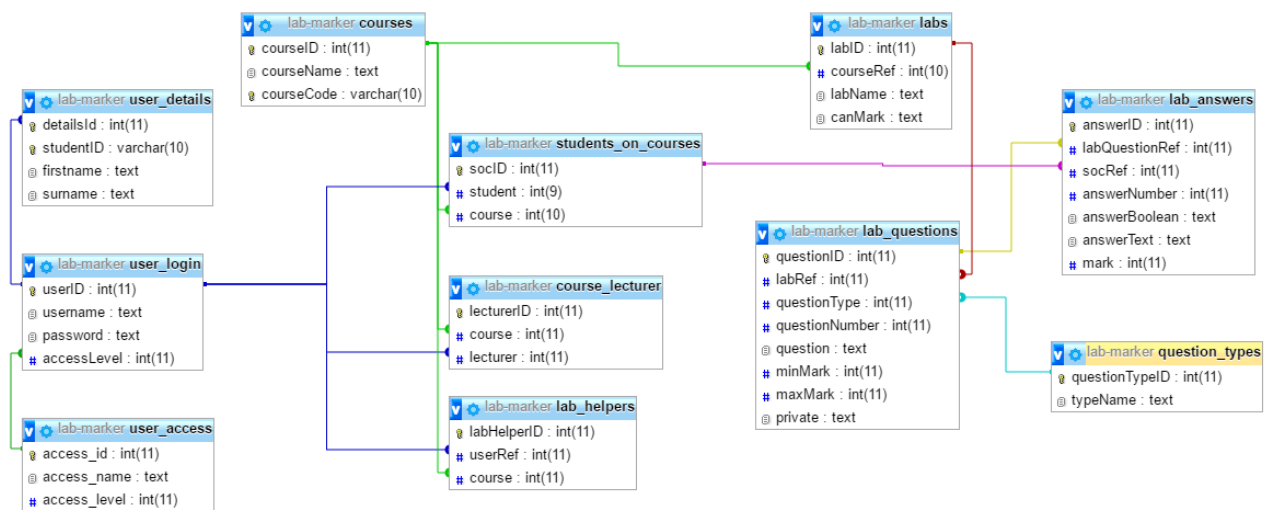 lab-marker courses
courseID : int(11)
courseName : text
courseCode : varchar(10)
lab-marker labs
labID : int(11)
courseRef : int(10)
labName : text
canMark : text
lab-marker user_details
detailsId : int(11)
studentID : varchar(10)
firstname : text
surname : text
lab-marker lab_answers
answerID : int(11)
labQuestionRef : int(11)
socRef : int(11)
answerNumber : int(11)
answerBoolean : text
answerText : text
mark : int(11)
lab-marker students_on_courses
socID : int(11)
student : int(9)
course : int(10)
lab-marker lab_questions
questionID : int(11)
labRef : int(11)
questionType : int(11)
questionNumber : int(11)
question : text
minMark : int(11)
maxMark : int(11)
private : text
lab-marker user_login
userID : int(11)
username : text
password : text
accessLevel : int(11)
lab-marker course_lecturer
lecturerID : int(11)
course : int(11)
lecturer : int(11)
lab-marker question_types
questionTypeID : int(11)
typeName : text
lab-marker lab_helpers
labHelperID : int(11)
userRef : int(11)
course : int(11)
lab-marker user_access
access_id : int(11)
access_name : text
access_level : int(11)